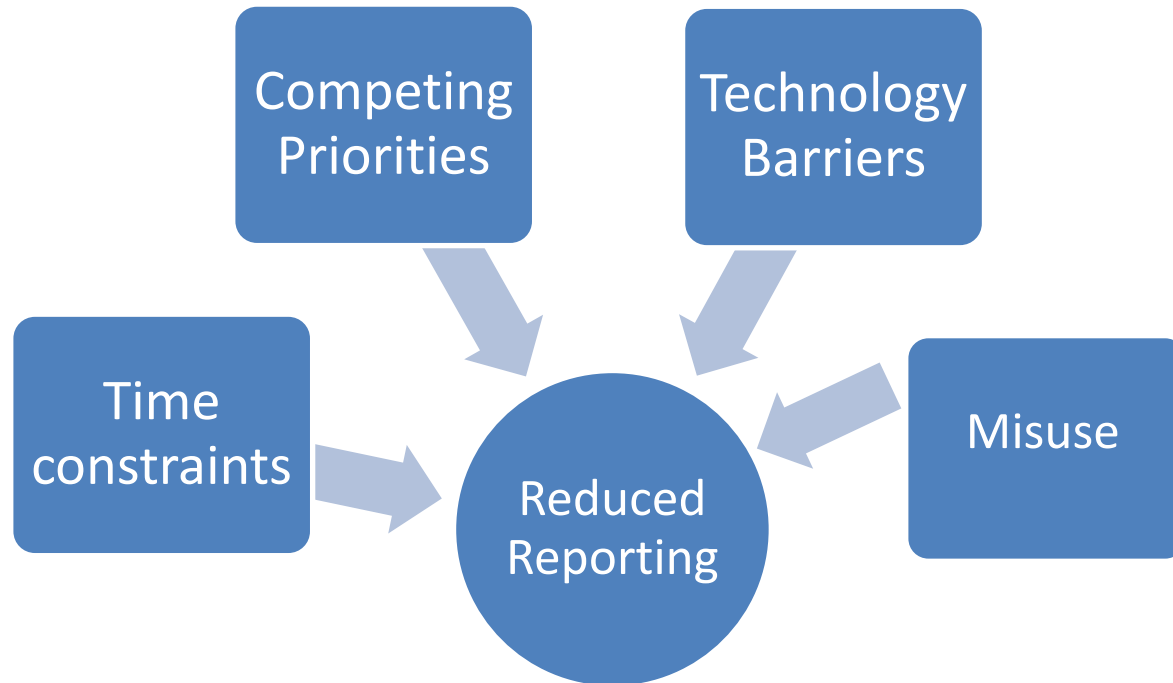 Competing
Priorities
Technology
Barriers
Time
constraints
Misuse
Reduced
Reporting